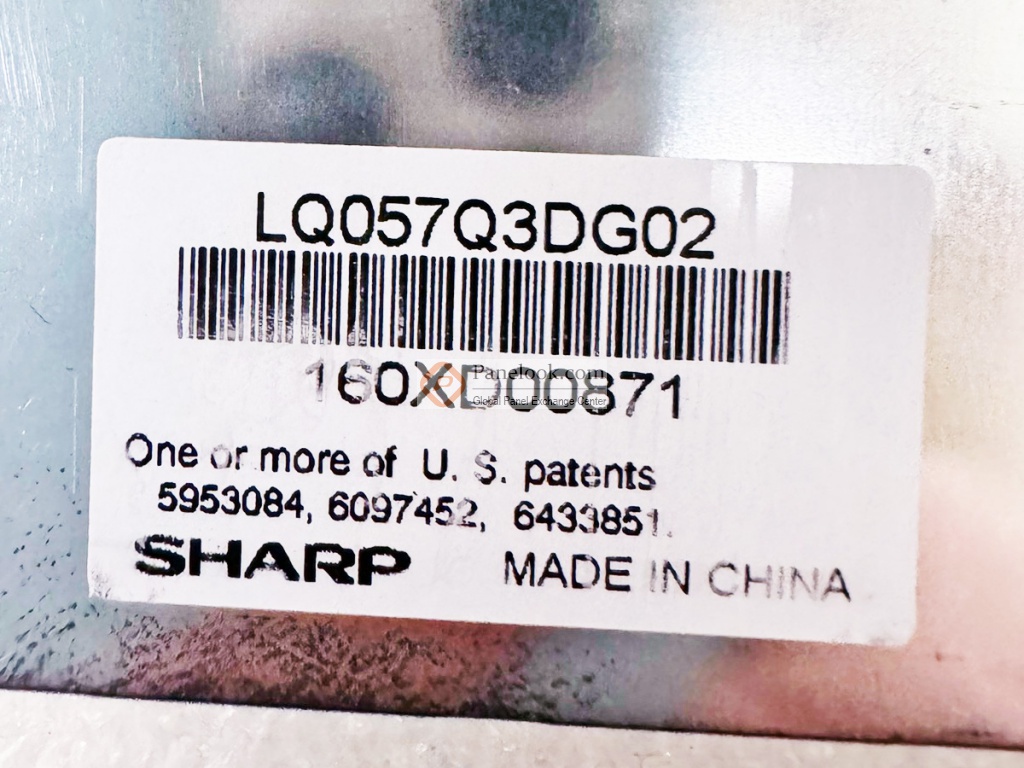 LQ057Q3DG02
160XD00871
Panelook.com
Global Panel Exchange Center
One or more of U. S. patents
5953084, 6097452, 6433851.
SHARP MADE IN CHINA